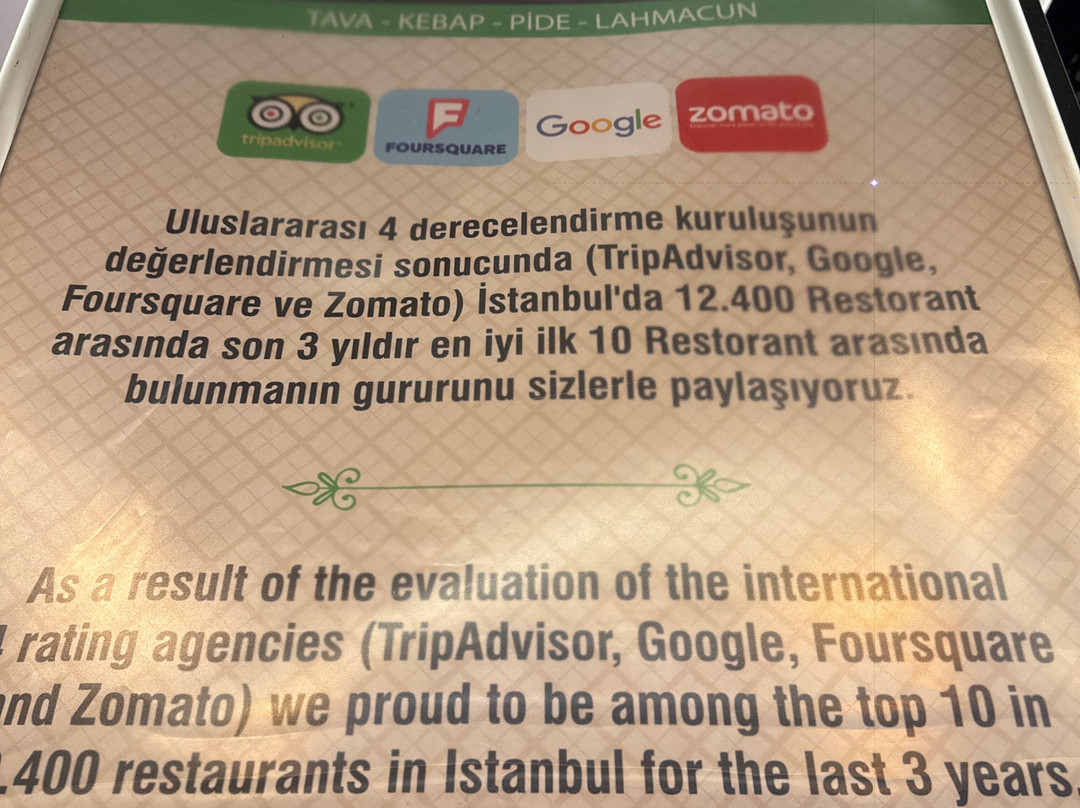 TAVA - KEBAP - PİDE - LAHMACUN
tripadvisor
FOURSQUARE
Google
zomato
Uluslararası 4 derecelendirme kuruluşunun
değerlendirmesi sonucunda (TripAdvisor, Google,
Foursquare ve Zomato) İstanbul'da 12.400 Restorant
arasında son 3 yıldır en iyi ilk 10 Restorant arasında
bulunmanın gururunu sizlerle paylaşıyoruz.
As a result of the evaluation of the international
rating agencies (TripAdvisor, Google, Foursquare
nd Zomato) we proud to be among the top 10 in
.400 restaurants in Istanbul for the last 3 years.